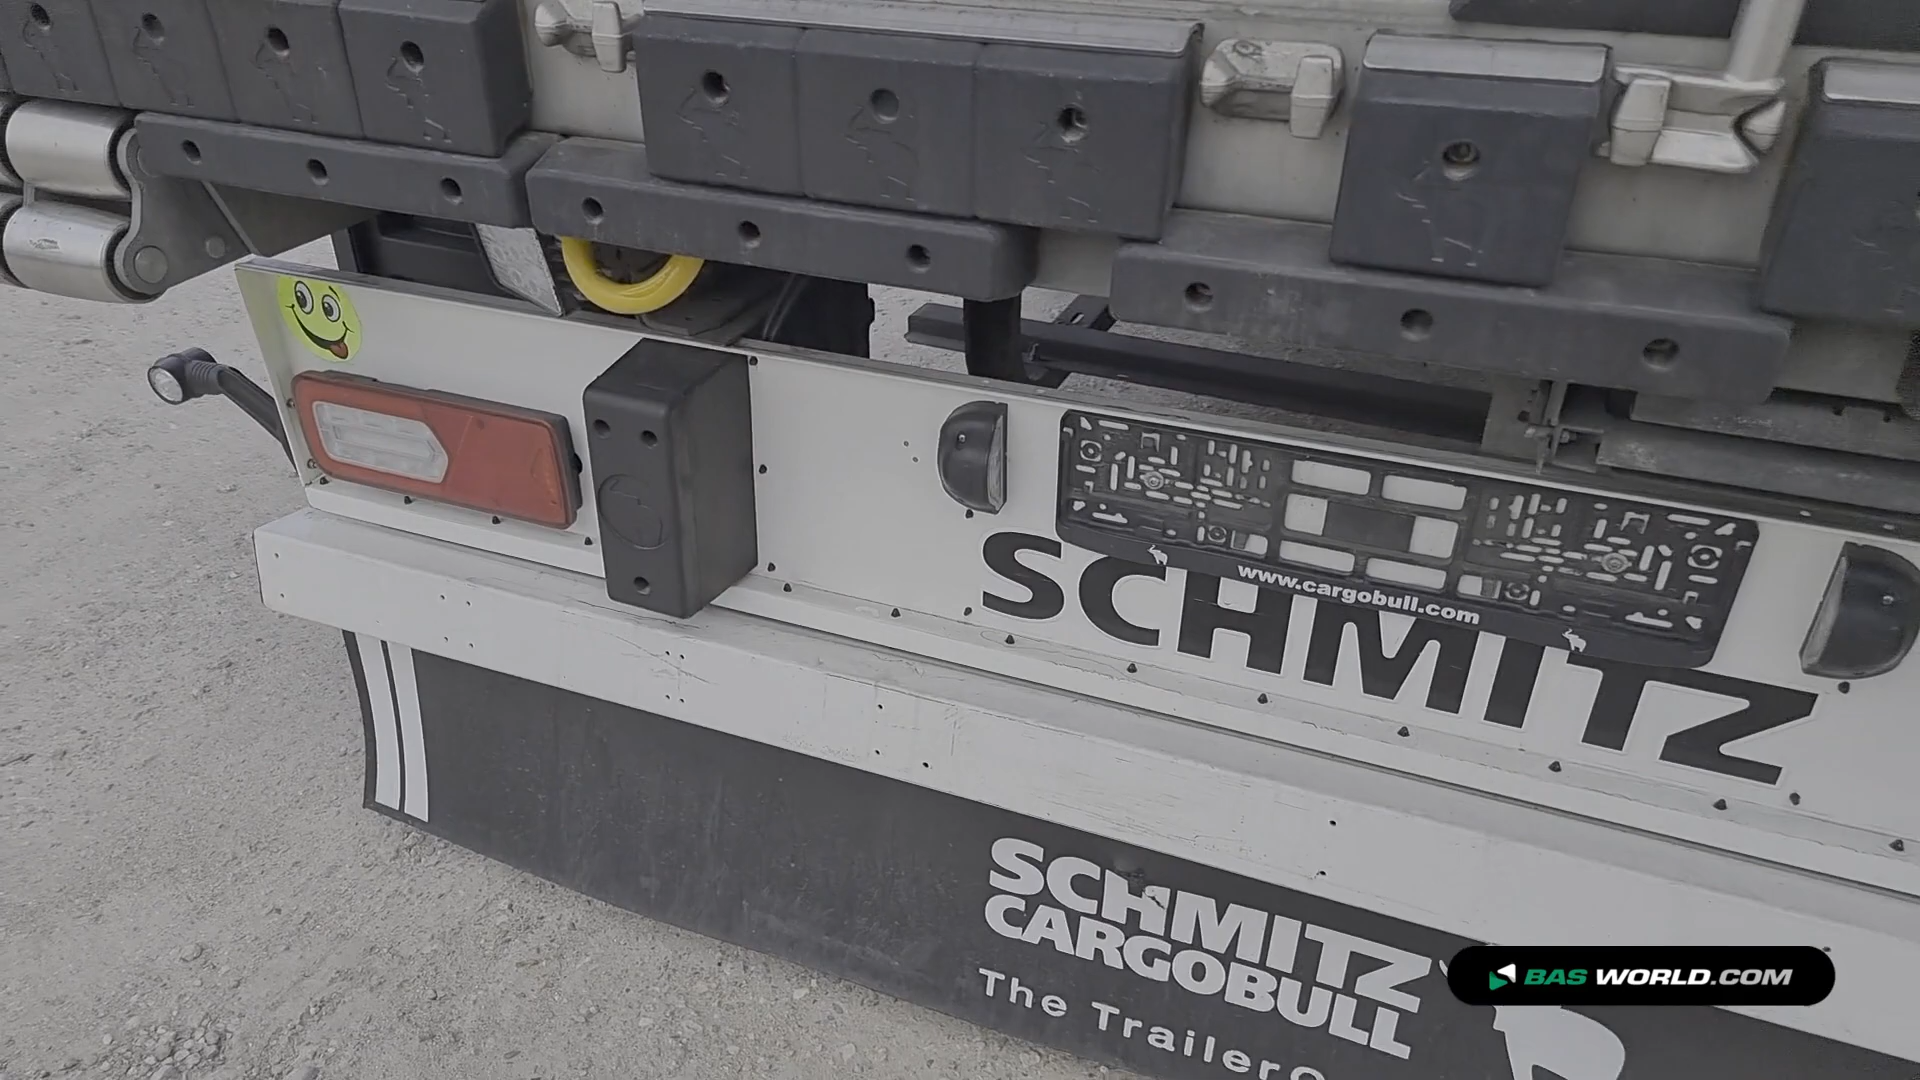 www.cargobull.com
SCHMITZ
SCHMITZ
CARGOBULL
The Trailer
BAS WORLD.COM